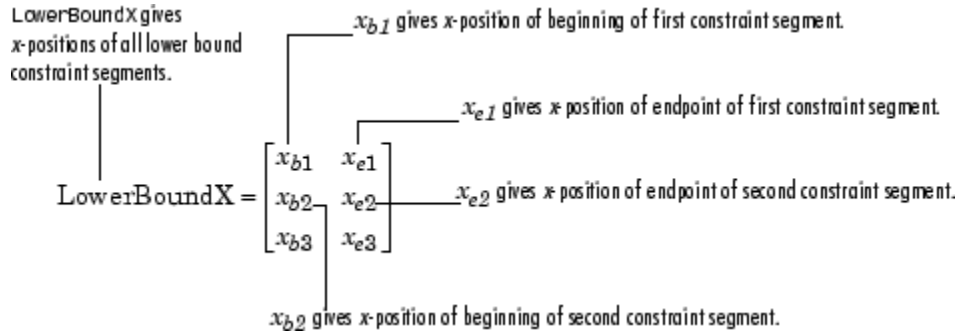 LowerBoundX gives
x-positions of all lower bound
constraint segments.
x_b1 gives x-position of beginning of first constraint segment.
x_e1 gives x-position of endpoint of first constraint segment.
LowerBoundX = [ x_b1 x_e1
x_b2 x_e2
x_b3 x_e3 ]
x_e2 gives x-position of endpoint of second constraint segment.
x_b2 gives x-position of beginning of second constraint segment.